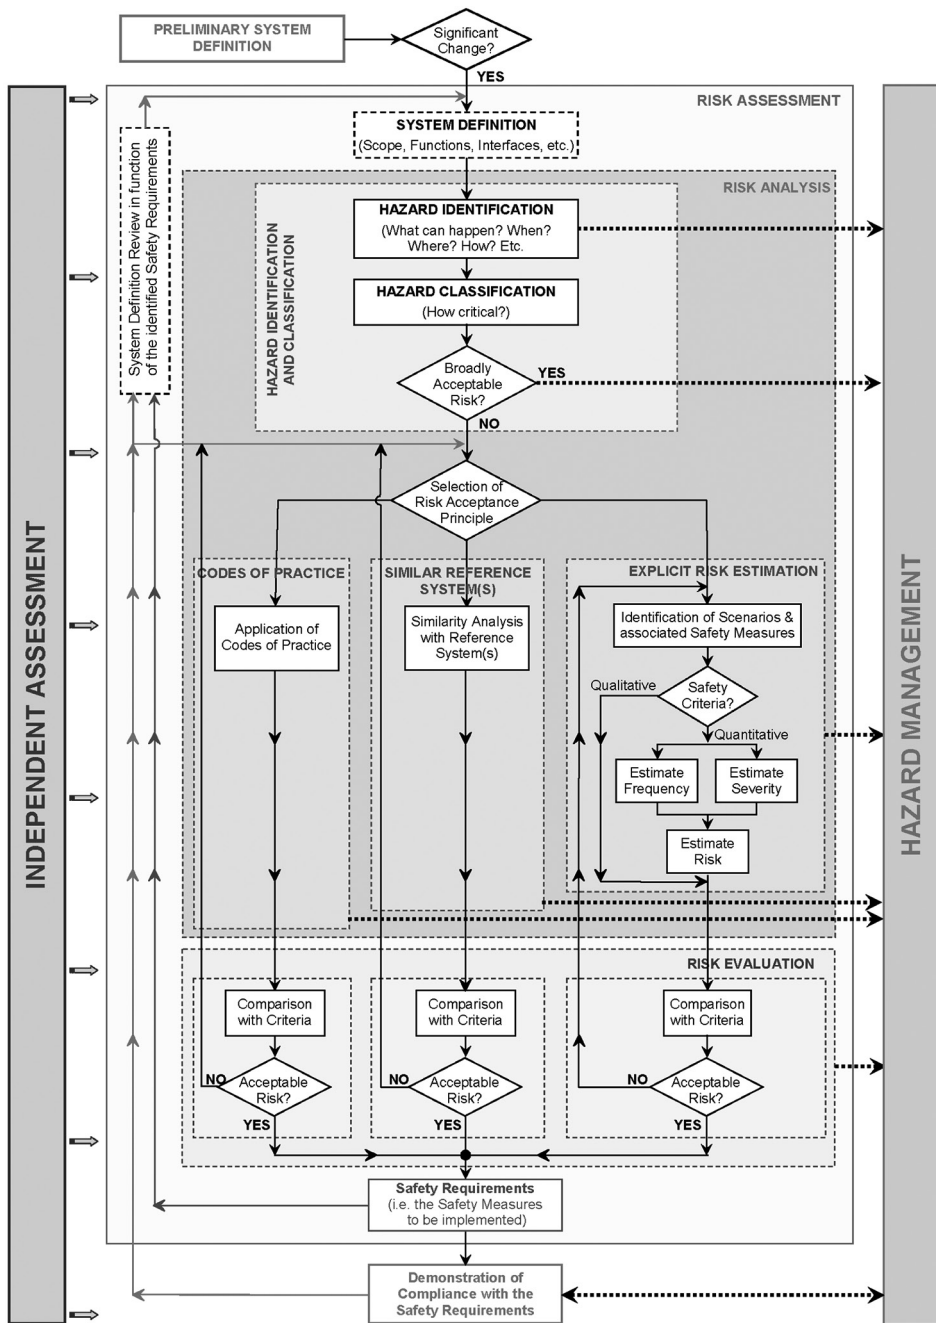 PRELIMINARY SYSTEM
DEFINITION
Significant
Change?
YES
RISK ASSESSMENT
SYSTEM DEFINITION
(Scope, Functions, Interfaces, etc.)
System Definition Review in function
of the identified Safety Requirements
RISK ANALYSIS
HAZARD IDENTIFICATION
AND CLASSIFICATION
HAZARD IDENTIFICATION
(What can happen? When?
Where? How? Etc.
HAZARD CLASSIFICATION
(How critical?)
Broadly
Acceptable
Risk?
YES
NO
Selection of
Risk Acceptance
Principle
CODES OF PRACTICE
Application of
Codes of Practice
SIMILAR REFERENCE
SYSTEM(S)
Similarity Analysis
with Reference
System(s)
EXPLICIT RISK ESTIMATION
Identification of Scenarios &
associated Safety Measures
Qualitative
Safety
Criteria?
Quantitative
Estimate
Frequency
Estimate
Severity
Estimate
Risk
RISK EVALUATION
Comparison
with Criteria
Acceptable
Risk?
NO
YES
Comparison
with Criteria
Acceptable
Risk?
NO
YES
Comparison
with Criteria
Acceptable
Risk?
NO
YES
Safety Requirements
(i.e. the Safety Measures
to be implemented)
Demonstration of
Compliance with the
Safety Requirements
INDEPENDENT ASSESSMENT
HAZARD MANAGEMENT